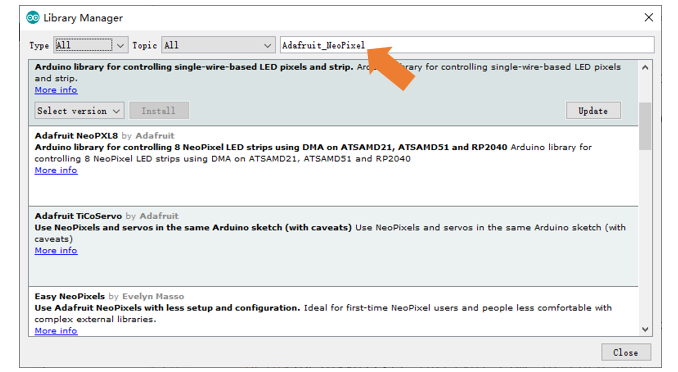 Library Manager
Type All Topic All Adafruit_NeoPixel
Arduino library for controlling single-wire-based LED pixels and strip. library for controlling single-wire-based LED pixels
and strip.
More info
Select version Install Update
Adafruit NeoPXL8 by Adafruit
Arduino library for controlling 8 NeoPixel LED strips using DMA on ATSAMD21, ATSAMD51 and RP2040 Arduino library for
controlling 8 NeoPixel LED strips using DMA on ATSAMD21, ATSAMD51 and RP2040
More info
Adafruit TiCoServo by Adafruit
Use NeoPixels and servos in the same Arduino sketch (with caveats) Use NeoPixels and servos in the same Arduino sketch (with
caveats)
More info
Easy NeoPixels by Evelyn Masso
Use Adafruit NeoPixels with less setup and configuration. Ideal for first-time NeoPixel users and people less comfortable with
complex external libraries.
More info
Close